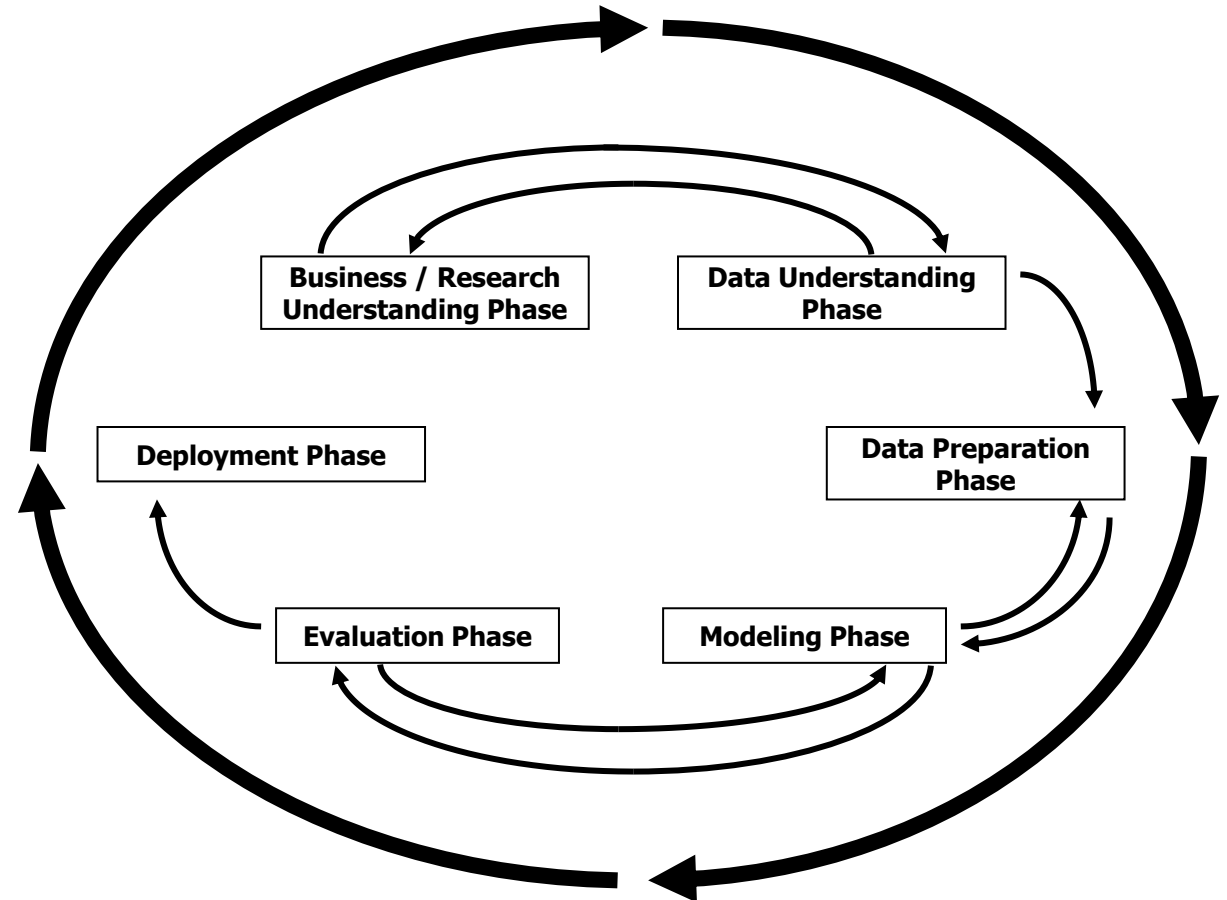 Business / Research
Understanding Phase
Data Understanding
Phase
Deployment Phase
Data Preparation
Phase
Evaluation Phase
Modeling Phase